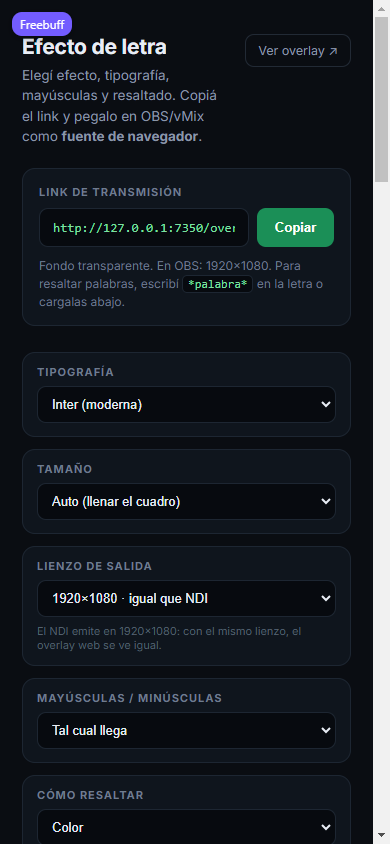 Freebuff
Efecto de letra
Ver overlay ↗
Elegí efecto, tipografía,
mayúsculas y resaltado. Copiá
el link y pegalo en OBS/vMix
como fuente de navegador.
LINK DE TRANSMISIÓN
http://127.0.0.1:7350/over
Copiar
Fondo transparente. En OBS: 1920×1080. Para
resaltar palabras, escribí *palabra* en la letra o
cargalas abajo.
TIPOGRAFÍA
Inter (moderna)
TAMAÑO
Auto (llenar el cuadro)
LIENZO DE SALIDA
1920×1080 · igual que NDI
El NDI emite en 1920×1080: con el mismo lienzo, el
overlay web se ve igual.
MAYÚSCULAS / MINÚSCULAS
Tal cual llega
CÓMO RESALTAR
Color